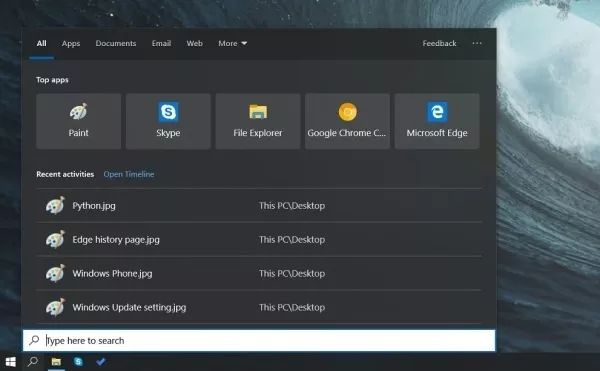 All Apps Documents Email Web More Feedback ...
Top apps
Paint Skype File Explorer Google Chrome C... Microsoft Edge
Recent activities Open Timeline
Python.jpg This PC\Desktop
Edge history page.jpg This PC\Desktop
Windows Phone.jpg This PC\Desktop
Windows Update setting.jpg This PC\Desktop
Type here to search